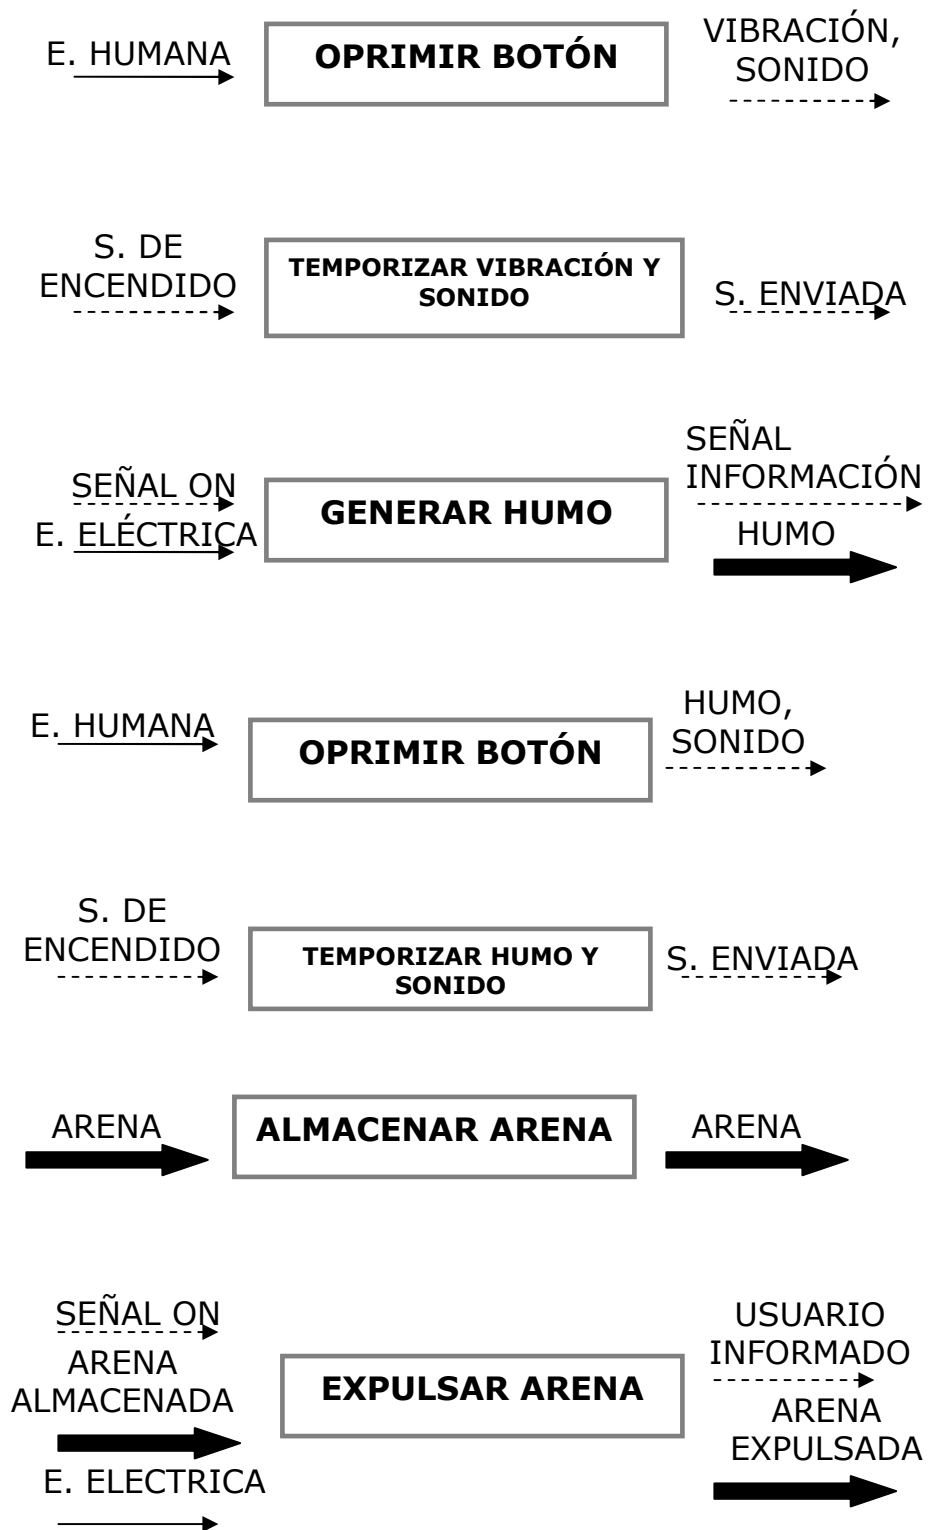 E. HUMANA
OPRIMIR BOTÓN
VIBRACIÓN,
SONIDO
S. DE
ENCENDIDO
TEMPORIZAR VIBRACIÓN Y
SONIDO
S. ENVIADA
SEÑAL ON
E. ELÉCTRICA
GENERAR HUMO
SEÑAL
INFORMACIÓN
HUMO
E. HUMANA
OPRIMIR BOTÓN
HUMO,
SONIDO
S. DE
ENCENDIDO
TEMPORIZAR HUMO Y
SONIDO
S. ENVIADA
ARENA
ALMACENAR ARENA
ARENA
SEÑAL ON
ARENA
ALMACENADA
E. ELECTRICA
EXPULSAR ARENA
USUARIO
INFORMADO
ARENA
EXPULSADA